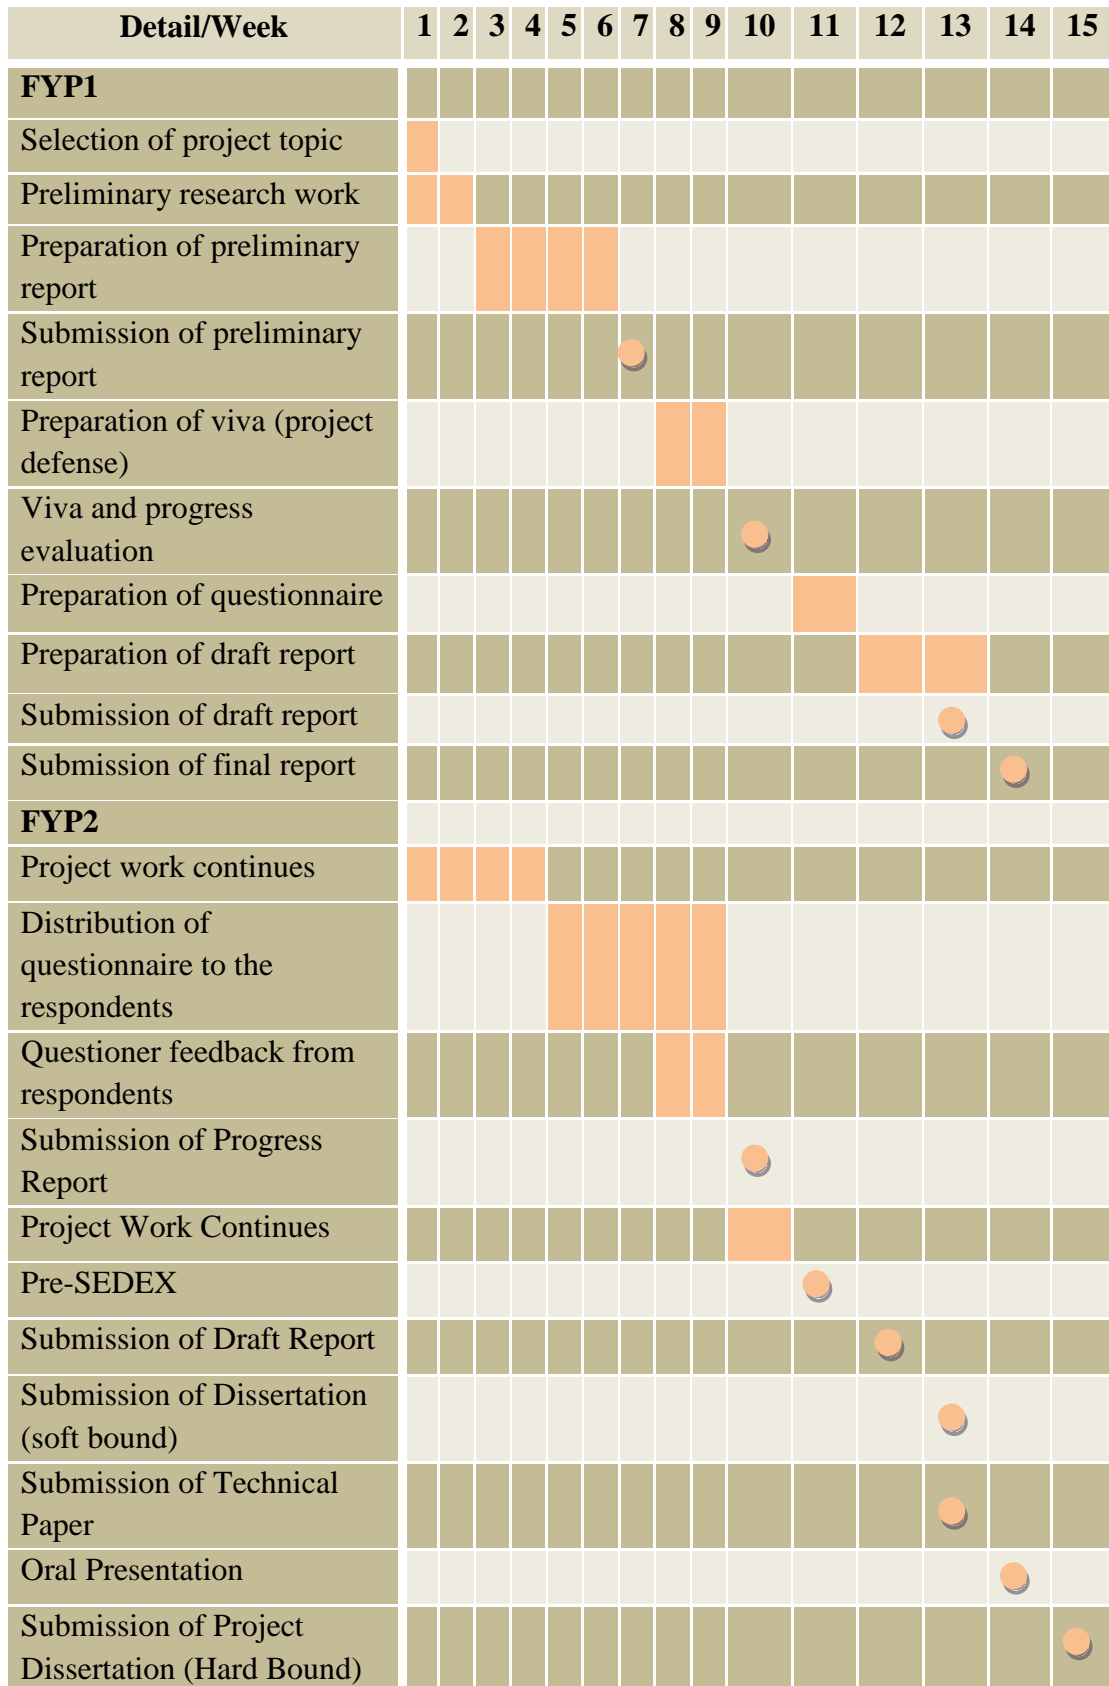 Detail/Week 1 2 3 4 5 6 7 8 9 10 11 12 13 14 15
FYP1
Selection of project topic
Preliminary research work
Preparation of preliminary
report
Submission of preliminary
report
Preparation of viva (project
defense)
Viva and progress
evaluation
Preparation of questionnaire
Preparation of draft report
Submission of draft report
Submission of final report
FYP2
Project work continues
Distribution of
questionnaire to the
respondents
Questioner feedback from
respondents
Submission of Progress
Report
Project Work Continues
Pre-SEDEX
Submission of Draft Report
Submission of Dissertation
(soft bound)
Submission of Technical
Paper
Oral Presentation
Submission of Project
Dissertation (Hard Bound)